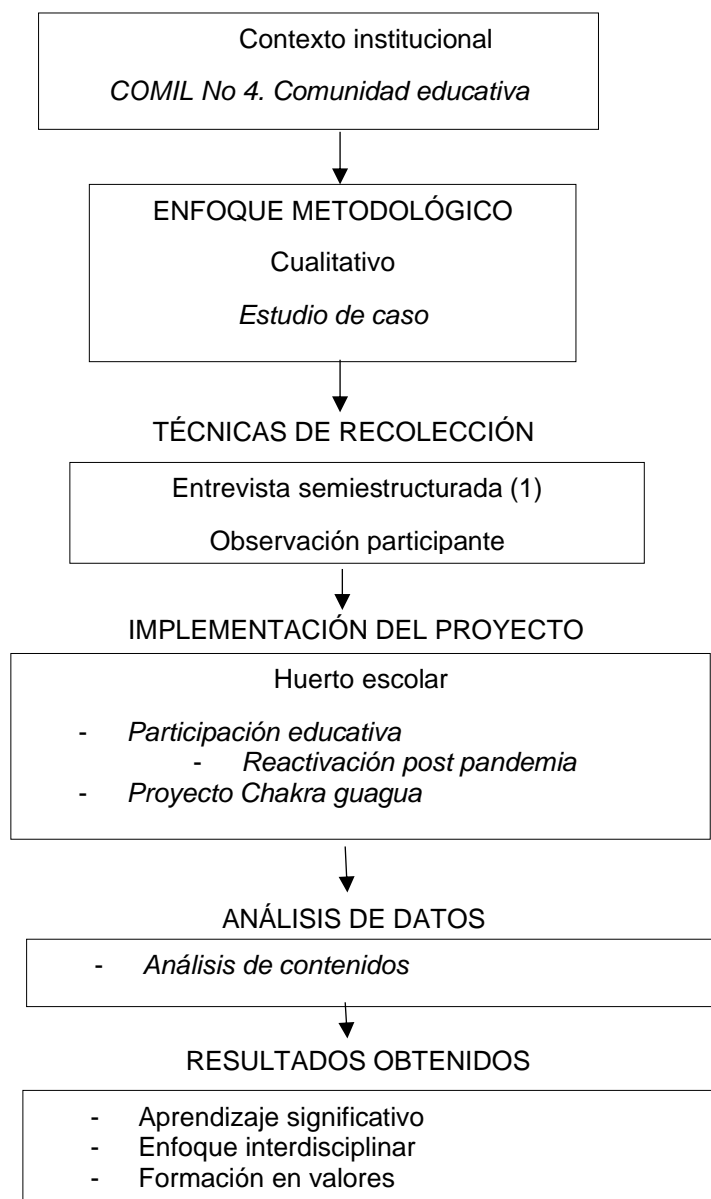 Contexto institucional
COMIL No 4. Comunidad educativa
ENFOQUE METODOLÓGICO
Cualitativo
Estudio de caso
TÉCNICAS DE RECOLECCIÓN
Entrevista semiestructurada (1)
Observación participante
IMPLEMENTACIÓN DEL PROYECTO
Huerto escolar
- Participación educativa
- Reactivación post pandemia
- Proyecto Chakra guagua
ANÁLISIS DE DATOS
- Análisis de contenidos
RESULTADOS OBTENIDOS
- Aprendizaje significativo
- Enfoque interdisciplinar
- Formación en valores